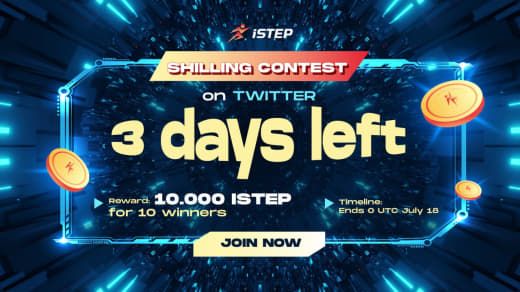 iSTEP
SHILLING CONTEST
on TWITTER
3 days left
Reward: 10.000 ISTEP
for 10 winners
Timeline:
Ends 0 UTC July 18
JOIN NOW